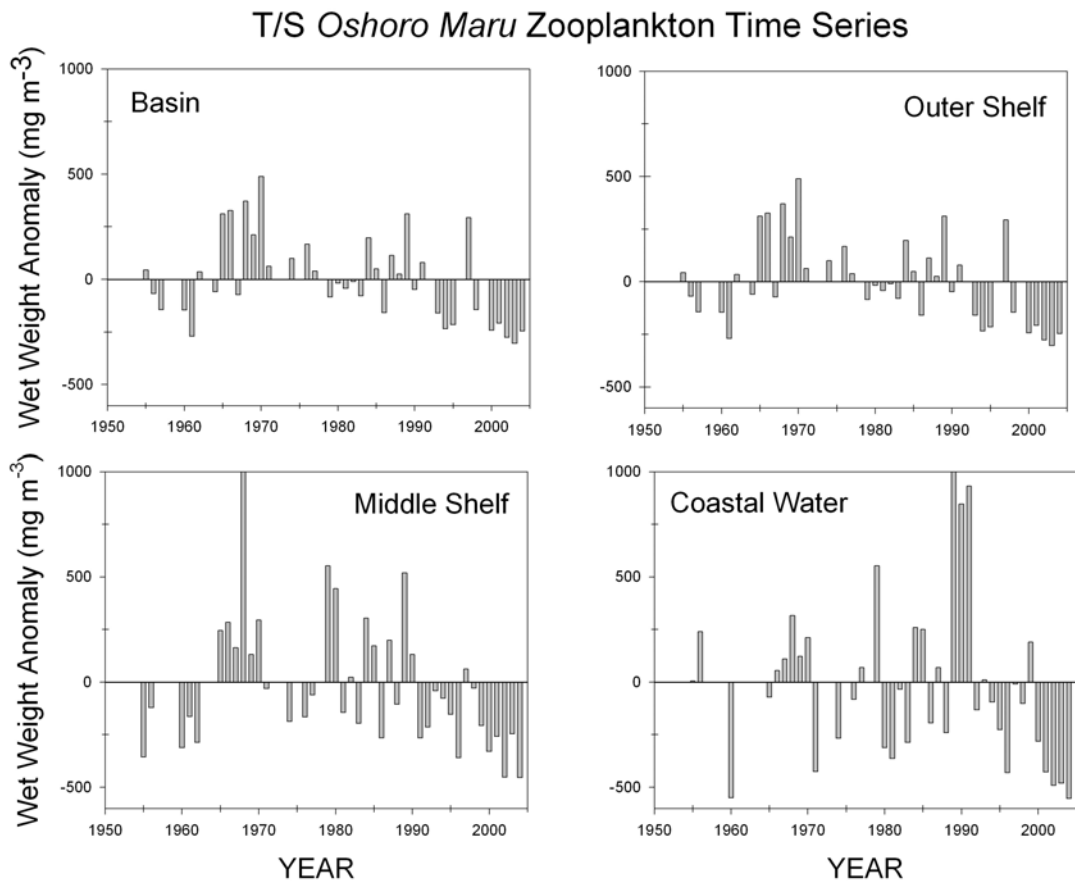 T/S Oshoro Maru Zooplankton Time Series
Wet Weight Anomaly (mg m-3)
1000
500
0
-500
Basin
1950 1960 1970 1980 1990 2000
1000
500
0
-500
Outer Shelf
1950 1960 1970 1980 1990 2000
Wet Weight Anomaly (mg m-3)
1000
500
0
-500
Middle Shelf
1950 1960 1970 1980 1990 2000
YEAR
1000
500
0
-500
Coastal Water
1950 1960 1970 1980 1990 2000
YEAR